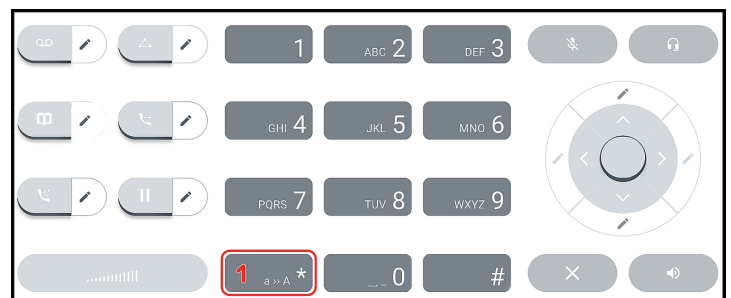 1 ABC 2 DEF 3
GHI 4 JKL 5 MNO 6
PQRS 7 TUV 8 WXYZ 9
1 a»A * 0 #